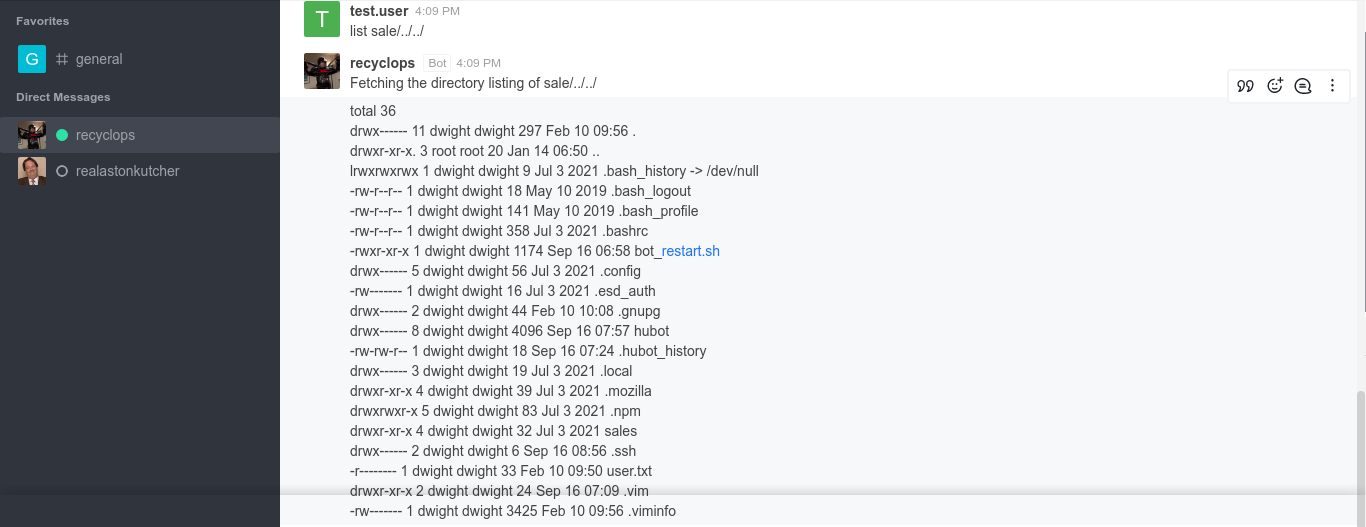 Favorites
G
general
Direct Messages
recyclops
realastonkutcher
T
test.user 4:09 PM
list sale/../../
recyclops Bot 4:09 PM
Fetching the directory listing of sale/../../
total 36
drwx------ 11 dwight dwight 297 Feb 10 09:56 .
drwxr-xr-x. 3 root root 20 Jan 14 06:50 ..
lrwxrwxrwx 1 dwight dwight 9 Jul 3 2021 .bash_history -> /dev/null
-rw-r--r-- 1 dwight dwight 18 May 10 2019 .bash_logout
-rw-r--r-- 1 dwight dwight 141 May 10 2019 .bash_profile
-rw-r--r-- 1 dwight dwight 358 Jul 3 2021 .bashrc
-rwxr-xr-x 1 dwight dwight 1174 Sep 16 06:58 bot_restart.sh
drwx------ 5 dwight dwight 56 Jul 3 2021 .config
-rw------- 1 dwight dwight 16 Jul 3 2021 .esd_auth
drwx------ 2 dwight dwight 44 Feb 10 10:08 .gnupg
drwx------ 8 dwight dwight 4096 Sep 16 07:57 hubot
-rw-rw-r-- 1 dwight dwight 18 Sep 16 07:24 .hubot_history
drwx------ 3 dwight dwight 19 Jul 3 2021 .local
drwxr-xr-x 4 dwight dwight 39 Jul 3 2021 .mozilla
drwxrwxr-x 5 dwight dwight 83 Jul 3 2021 .npm
drwxr-xr-x 4 dwight dwight 32 Jul 3 2021 sales
drwx------ 2 dwight dwight 6 Sep 16 08:56 .ssh
-r-------- 1 dwight dwight 33 Feb 10 09:50 user.txt
drwxr-xr-x 2 dwight dwight 24 Sep 16 07:09 .vim
-rw------- 1 dwight dwight 3425 Feb 10 09:56 .viminfo